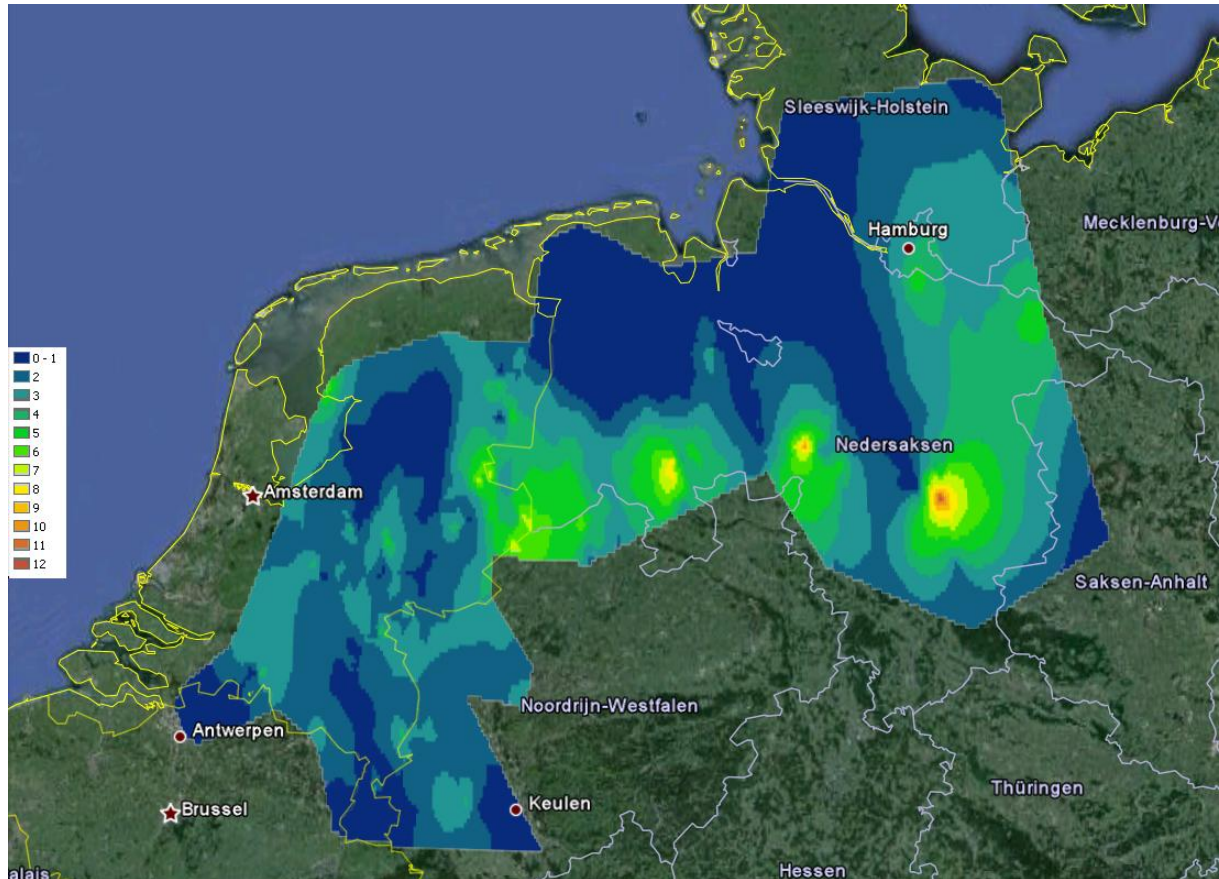 Sleeswijk-Holstein
Mecklenburg-Vo
Hamburg
0 - 1
2
3
4
5
6
7
8
9
10
11
12
Nedersaksen
Amsterdam
Saksen-Anhalt
Noordrijn-Westfalen
Antwerpen
Thüringen
Brussel
Keulen
alais
Hessen